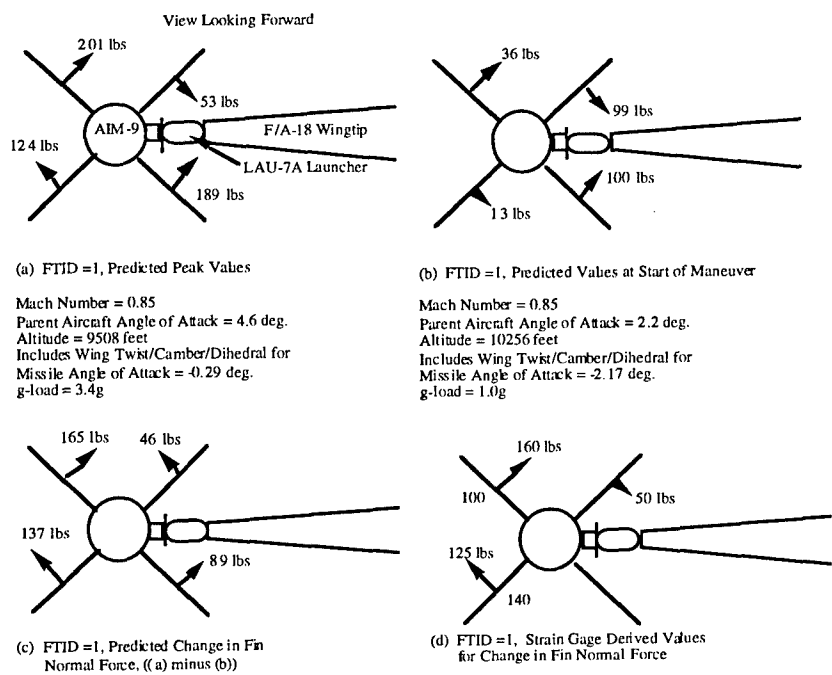 View Looking Forward
201 lbs
53 lbs
AIM-9
F/A-18 Wingtip
124 lbs
LAU-7A Launcher
189 lbs
(a) FTID =1, Predicted Peak Values
Mach Number = 0.85
Parent Aircraft Angle of Attack = 4.6 deg.
Altitude = 9508 feet
Includes Wing Twist/Camber/Dihedral for
Missile Angle of Attack = -0.29 deg.
g-load = 3.4g
36 lbs
99 lbs
100 lbs
13 lbs
(b) FTID =1, Predicted Values at Start of Maneuver
Mach Number = 0.85
Parent Aircraft Angle of Attack = 2.2 deg.
Altitude = 10256 feet
Includes Wing Twist/Camber/Dihedral for
Missile Angle of Attack = -2.17 deg.
g-load = 1.0g
165 lbs
46 lbs
137 lbs
89 lbs
(c) FTID =1, Predicted Change in Fin
Normal Force, ((a) minus (b))
160 lbs
100
50 lbs
125 lbs
140
(d) FTID =1, Strain Gage Derived Values
for Change in Fin Normal Force